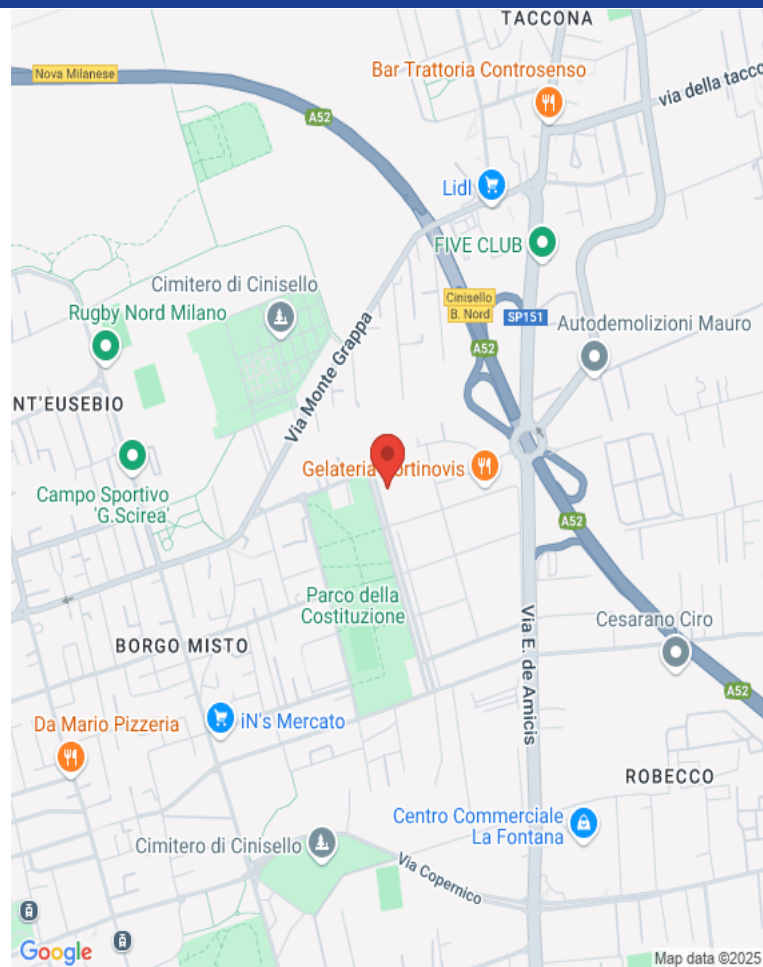 TACCONA
Nova Milanese
Bar Trattoria Controsenso
via della tacco
A52
Lidl
FIVE CLUB
Cimitero di Cinisello
Cinisello
B. Nord
SP151
Rugby Nord Milano
Autodemolizioni Mauro
A52
Via Monte Grappa
NT'EUSEBIO
Gelateria
ortinovis
Campo Sportivo
'G.Scirea'
A52
Parco della
Costituzione
Cesarano Ciro
Via E. de Amicis
BORGO MISTO
A52
iN's Mercato
Da Mario Pizzeria
ROBECCO
Centro Commerciale
La Fontana
Cimitero di Cinisello
Via Copernico
Google
Map data ©2025